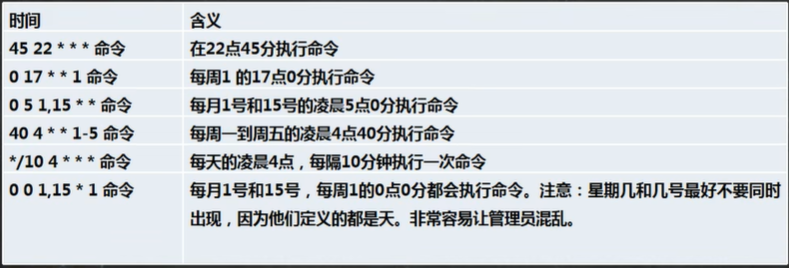 时间 含义
45 22 * * * 命令 在22点45分执行命令
0 17 * * 1 命令 每周1 的17点0分执行命令
0 5 1,15 * * 命令 每月1号和15号的凌晨5点0分执行命令
40 4 * * 1-5 命令 每周一到周五的凌晨4点40分执行命令
*/10 4 * * * 命令 每天的凌晨4点，每隔10分钟执行一次命令
0 0 1,15 * 1 命令 每月1号和15号，每周1的0点0分都会执行命令。注意：星期几和几号最好不要同时
出现，因为他们定义的都是天。非常容易让管理员混乱。